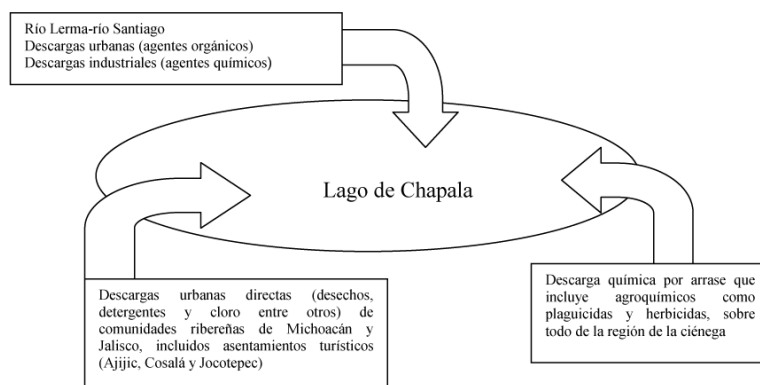 Río Lerma-río Santiago
Descargas urbanas (agentes orgánicos)
Descargas industriales (agentes químicos)
Lago de Chapala
Descargas urbanas directas (desechos,
detergentes y cloro entre otros) de
comunidades ribereñas de Michoacán y
Jalisco, incluidos asentamientos turísticos
(Ajijic, Cosalá y Jocotepec)
Descarga química por arrase que
incluye agroquímicos como
plaguicidas y herbicidas, sobre
todo de la región de la ciénega